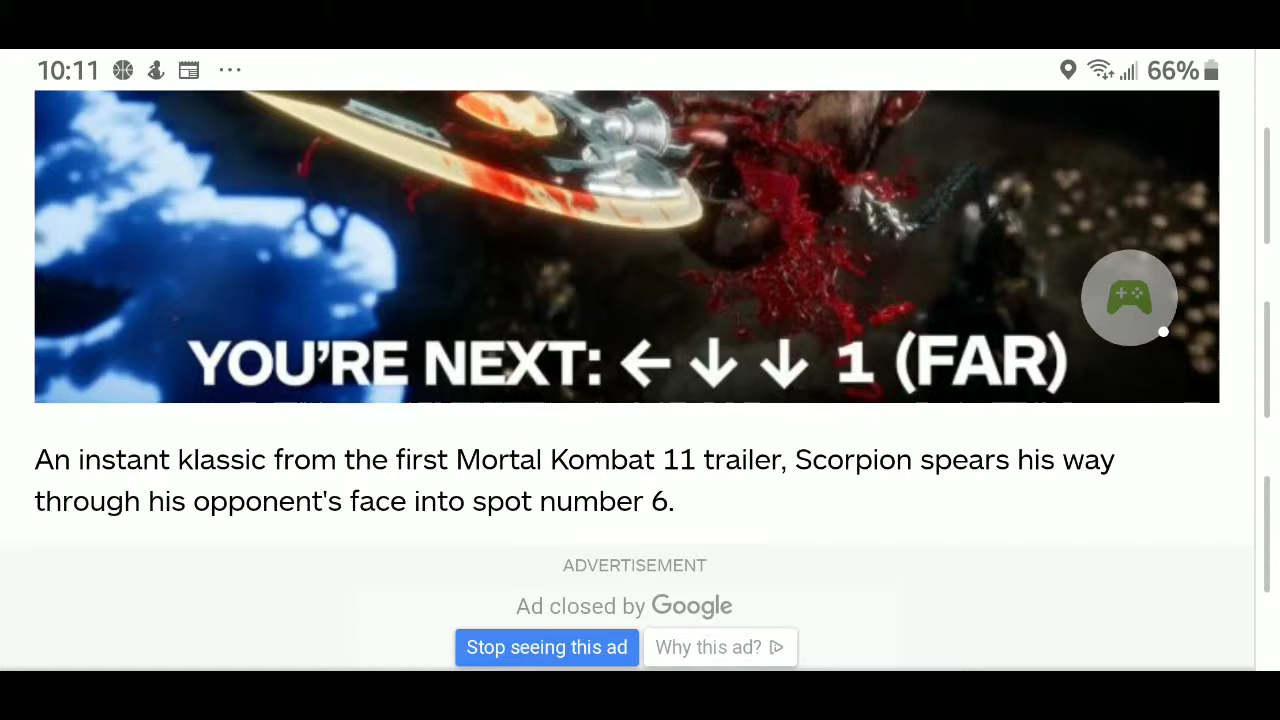 10:11 ... 66%
YOU'RE NEXT: ← ↓ ↓ 1 (FAR)
An instant klassic from the first Mortal Kombat 11 trailer, Scorpion spears his way
through his opponent's face into spot number 6.
ADVERTISEMENT
Ad closed by Google
Stop seeing this ad Why this ad?